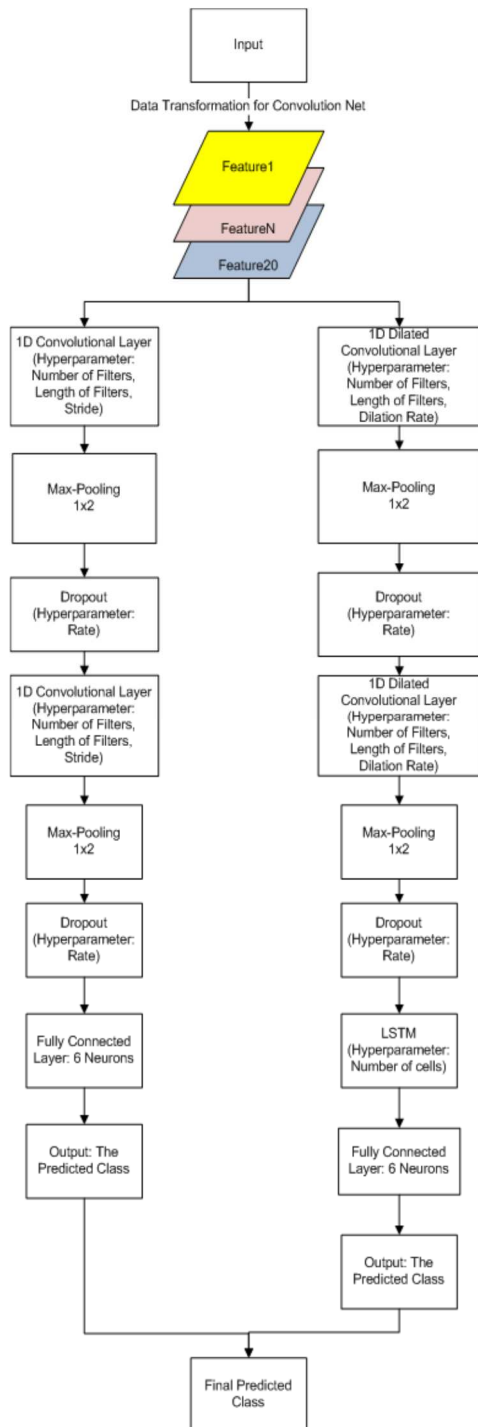 Input
Data Transformation for Convolution Net
Feature1
FeatureN
Feature20
1D Convolutional Layer
(Hyperparameter:
Number of Filters,
Length of Filters,
Stride)
Max-Pooling
1x2
Dropout
(Hyperparameter:
Rate)
1D Convolutional Layer
(Hyperparameter:
Number of Filters,
Length of Filters,
Stride)
Max-Pooling
1x2
Dropout
(Hyperparameter:
Rate)
Fully Connected
Layer: 6 Neurons
Output: The
Predicted Class
1D Dilated
Convolutional Layer
(Hyperparameter:
Number of Filters,
Length of Filters,
Dilation Rate)
Max-Pooling
1x2
Dropout
(Hyperparameter:
Rate)
1D Dilated
Convolutional Layer
(Hyperparameter:
Number of Filters,
Length of Filters,
Dilation Rate)
Max-Pooling
1x2
Dropout
(Hyperparameter:
Rate)
LSTM
(Hyperparameter:
Number of cells)
Fully Connected
Layer: 6 Neurons
Output: The
Predicted Class
Final Predicted
Class